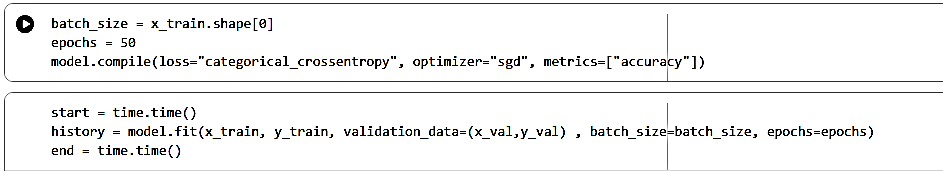 batch_size = x_train.shape[0]
epochs = 50
model.compile(loss="categorical_crossentropy", optimizer="sgd", metrics=["accuracy"])
start = time.time()
history = model.fit(x_train, y_train, validation_data=(x_val,y_val) , batch_size=batch_size, epochs=epochs)
end = time.time()